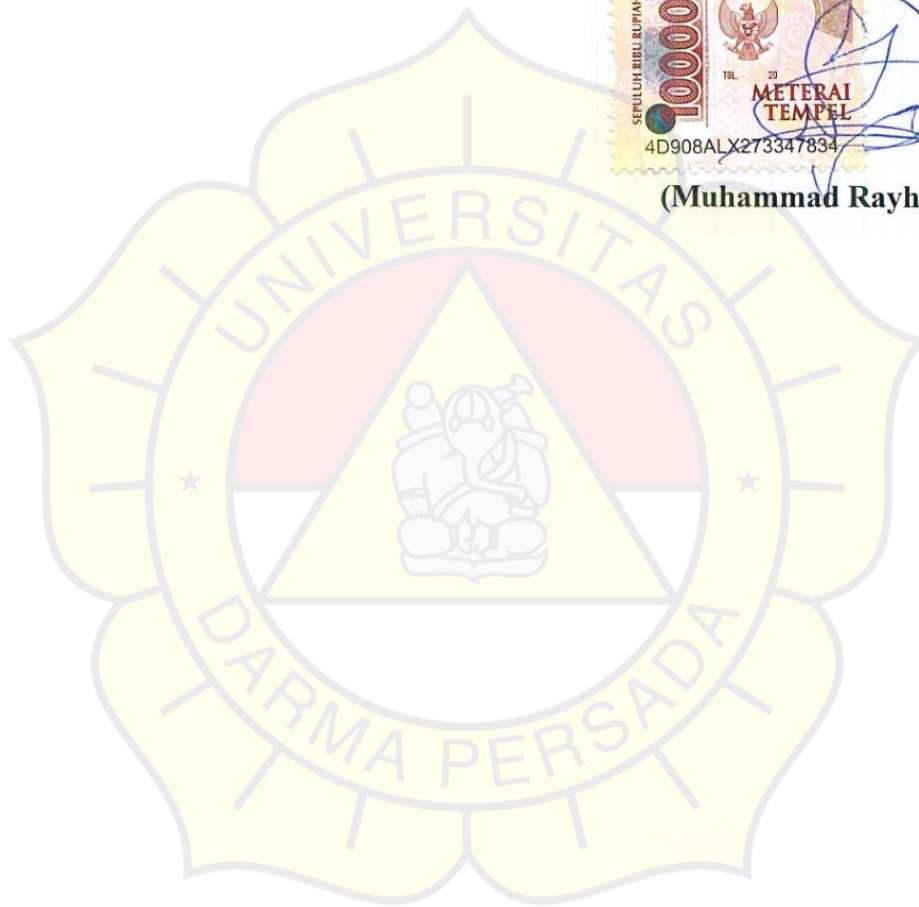 SEPULUH RIBU RUPIAH
10000
TGL. 20
METERAI
TEMPEL
4D908ALX273347834
(Muhammad Rayh
UNIVERSITAS
DARMA PERSADA